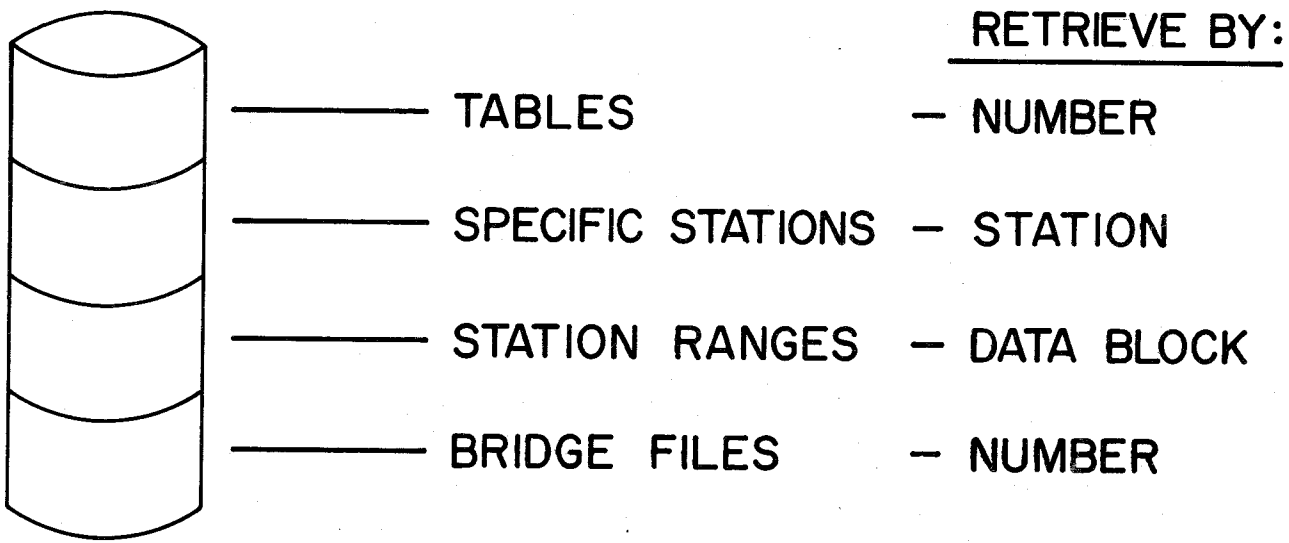 RETRIEVE BY:
TABLES - NUMBER
SPECIFIC STATIONS - STATION
STATION RANGES - DATA BLOCK
BRIDGE FILES - NUMBER